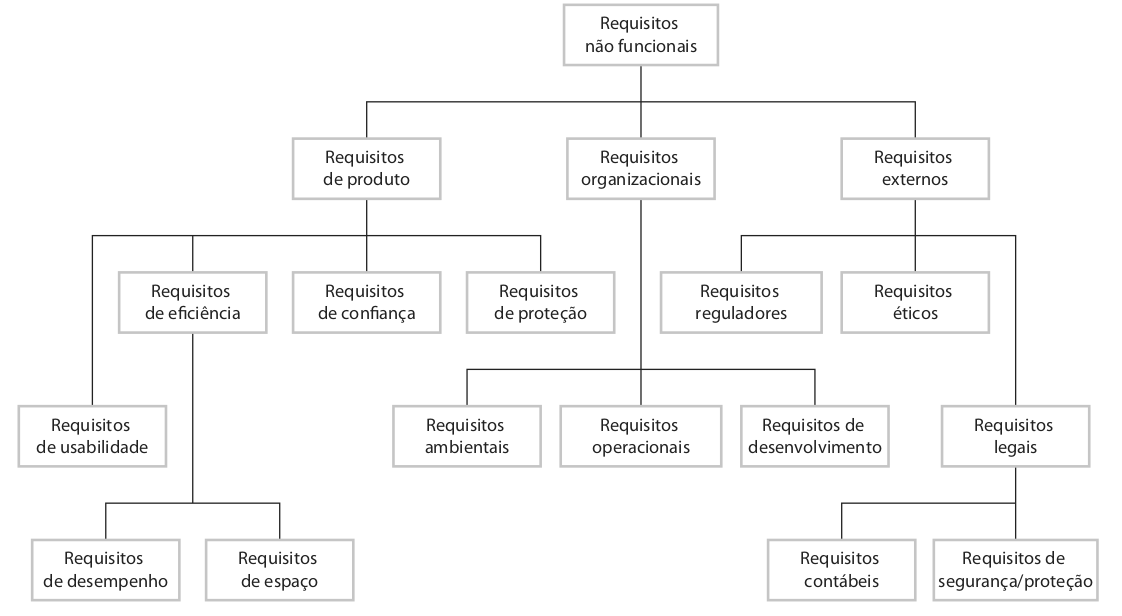 Requisitos
não funcionais
Requisitos
de produto
Requisitos
organizacionais
Requisitos
externos
Requisitos
de eficiência
Requisitos
de confiança
Requisitos
de proteção
Requisitos
reguladores
Requisitos
éticos
Requisitos
de usabilidade
Requisitos
ambientais
Requisitos
operacionais
Requisitos de
desenvolvimento
Requisitos
legais
Requisitos
de desempenho
Requisitos
de espaço
Requisitos
contábeis
Requisitos de
segurança/proteção